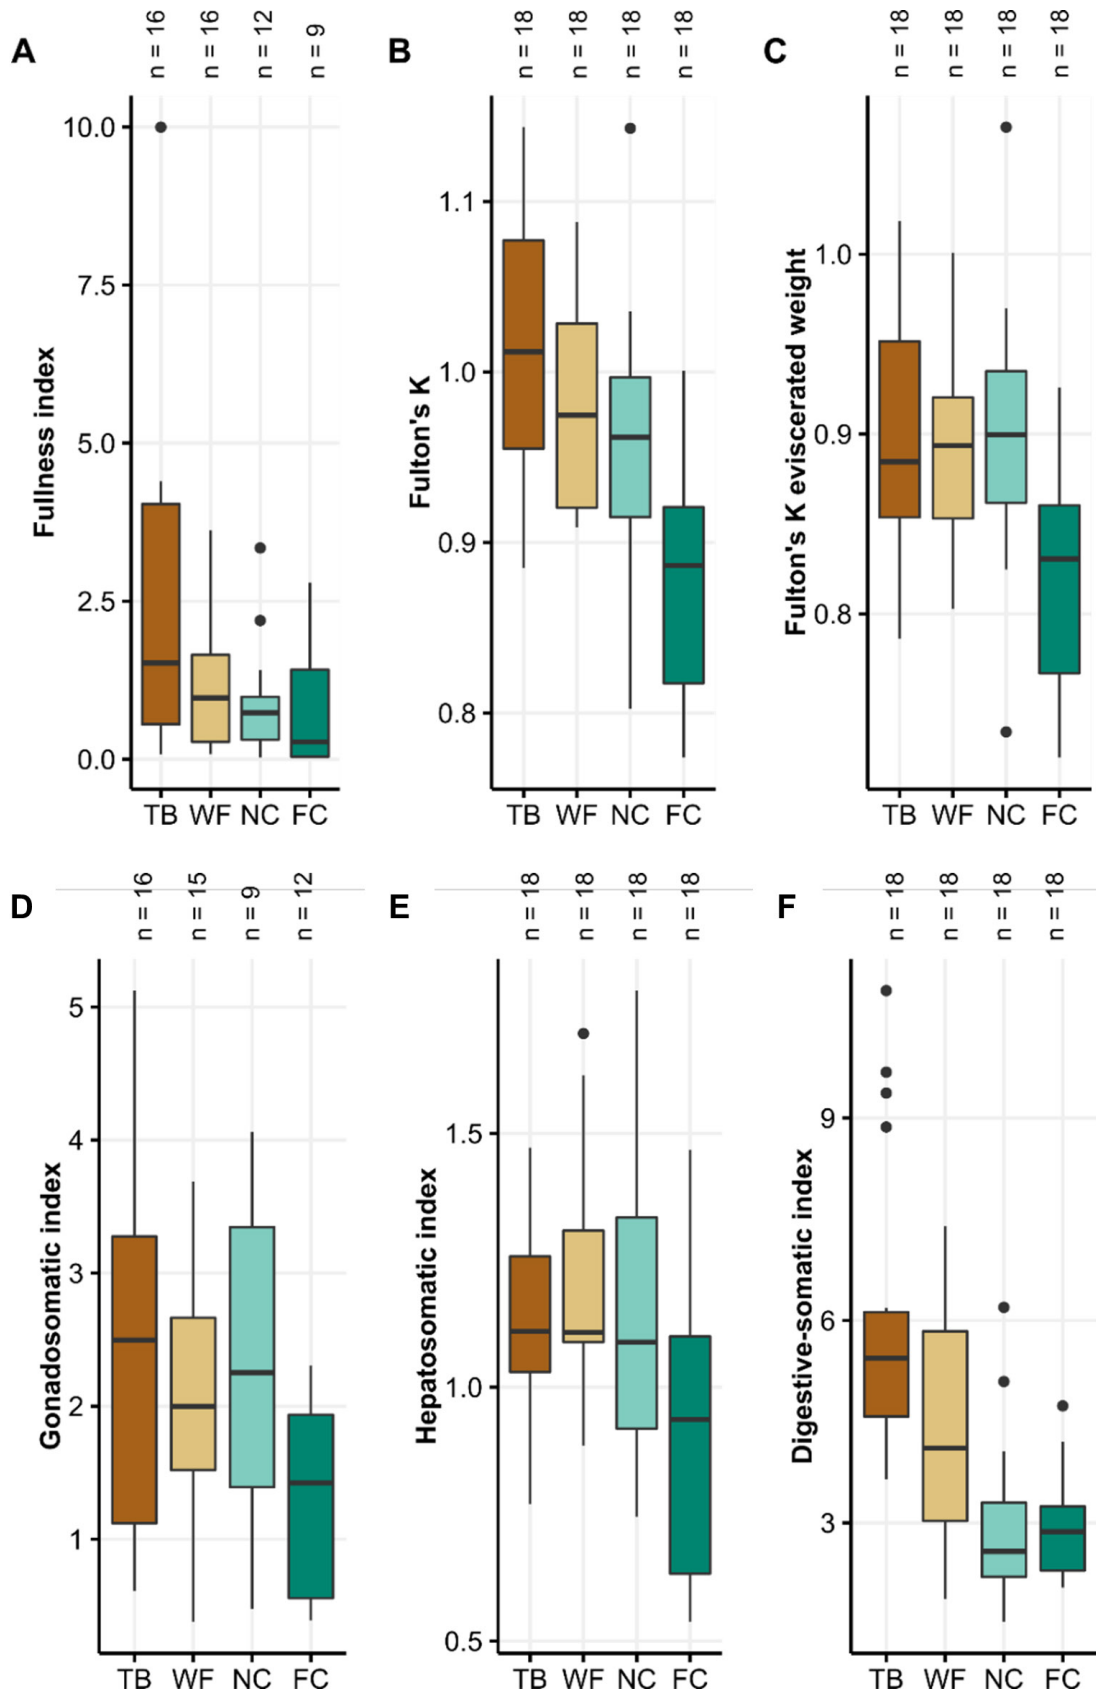 A
n = 16
n = 16
n = 12
n = 9
Fullness index
10.0
7.5
5.0
2.5
0.0
TB WF NC FC
B
n = 18
n = 18
n = 18
n = 18
Fulton's K
1.1
1.0
0.9
0.8
TB WF NC FC
C
n = 18
n = 18
n = 18
n = 18
Fulton's K eviscerated weight
1.0
0.9
0.8
TB WF NC FC
D
n = 16
n = 15
n = 9
n = 12
Gonadosomatic index
5
4
3
2
1
TB WF NC FC
E
n = 18
n = 18
n = 18
n = 18
Hepatosomatic index
1.5
1.0
0.5
TB WF NC FC
F
n = 18
n = 18
n = 18
n = 18
Digestive-somatic index
9
6
3
TB WF NC FC